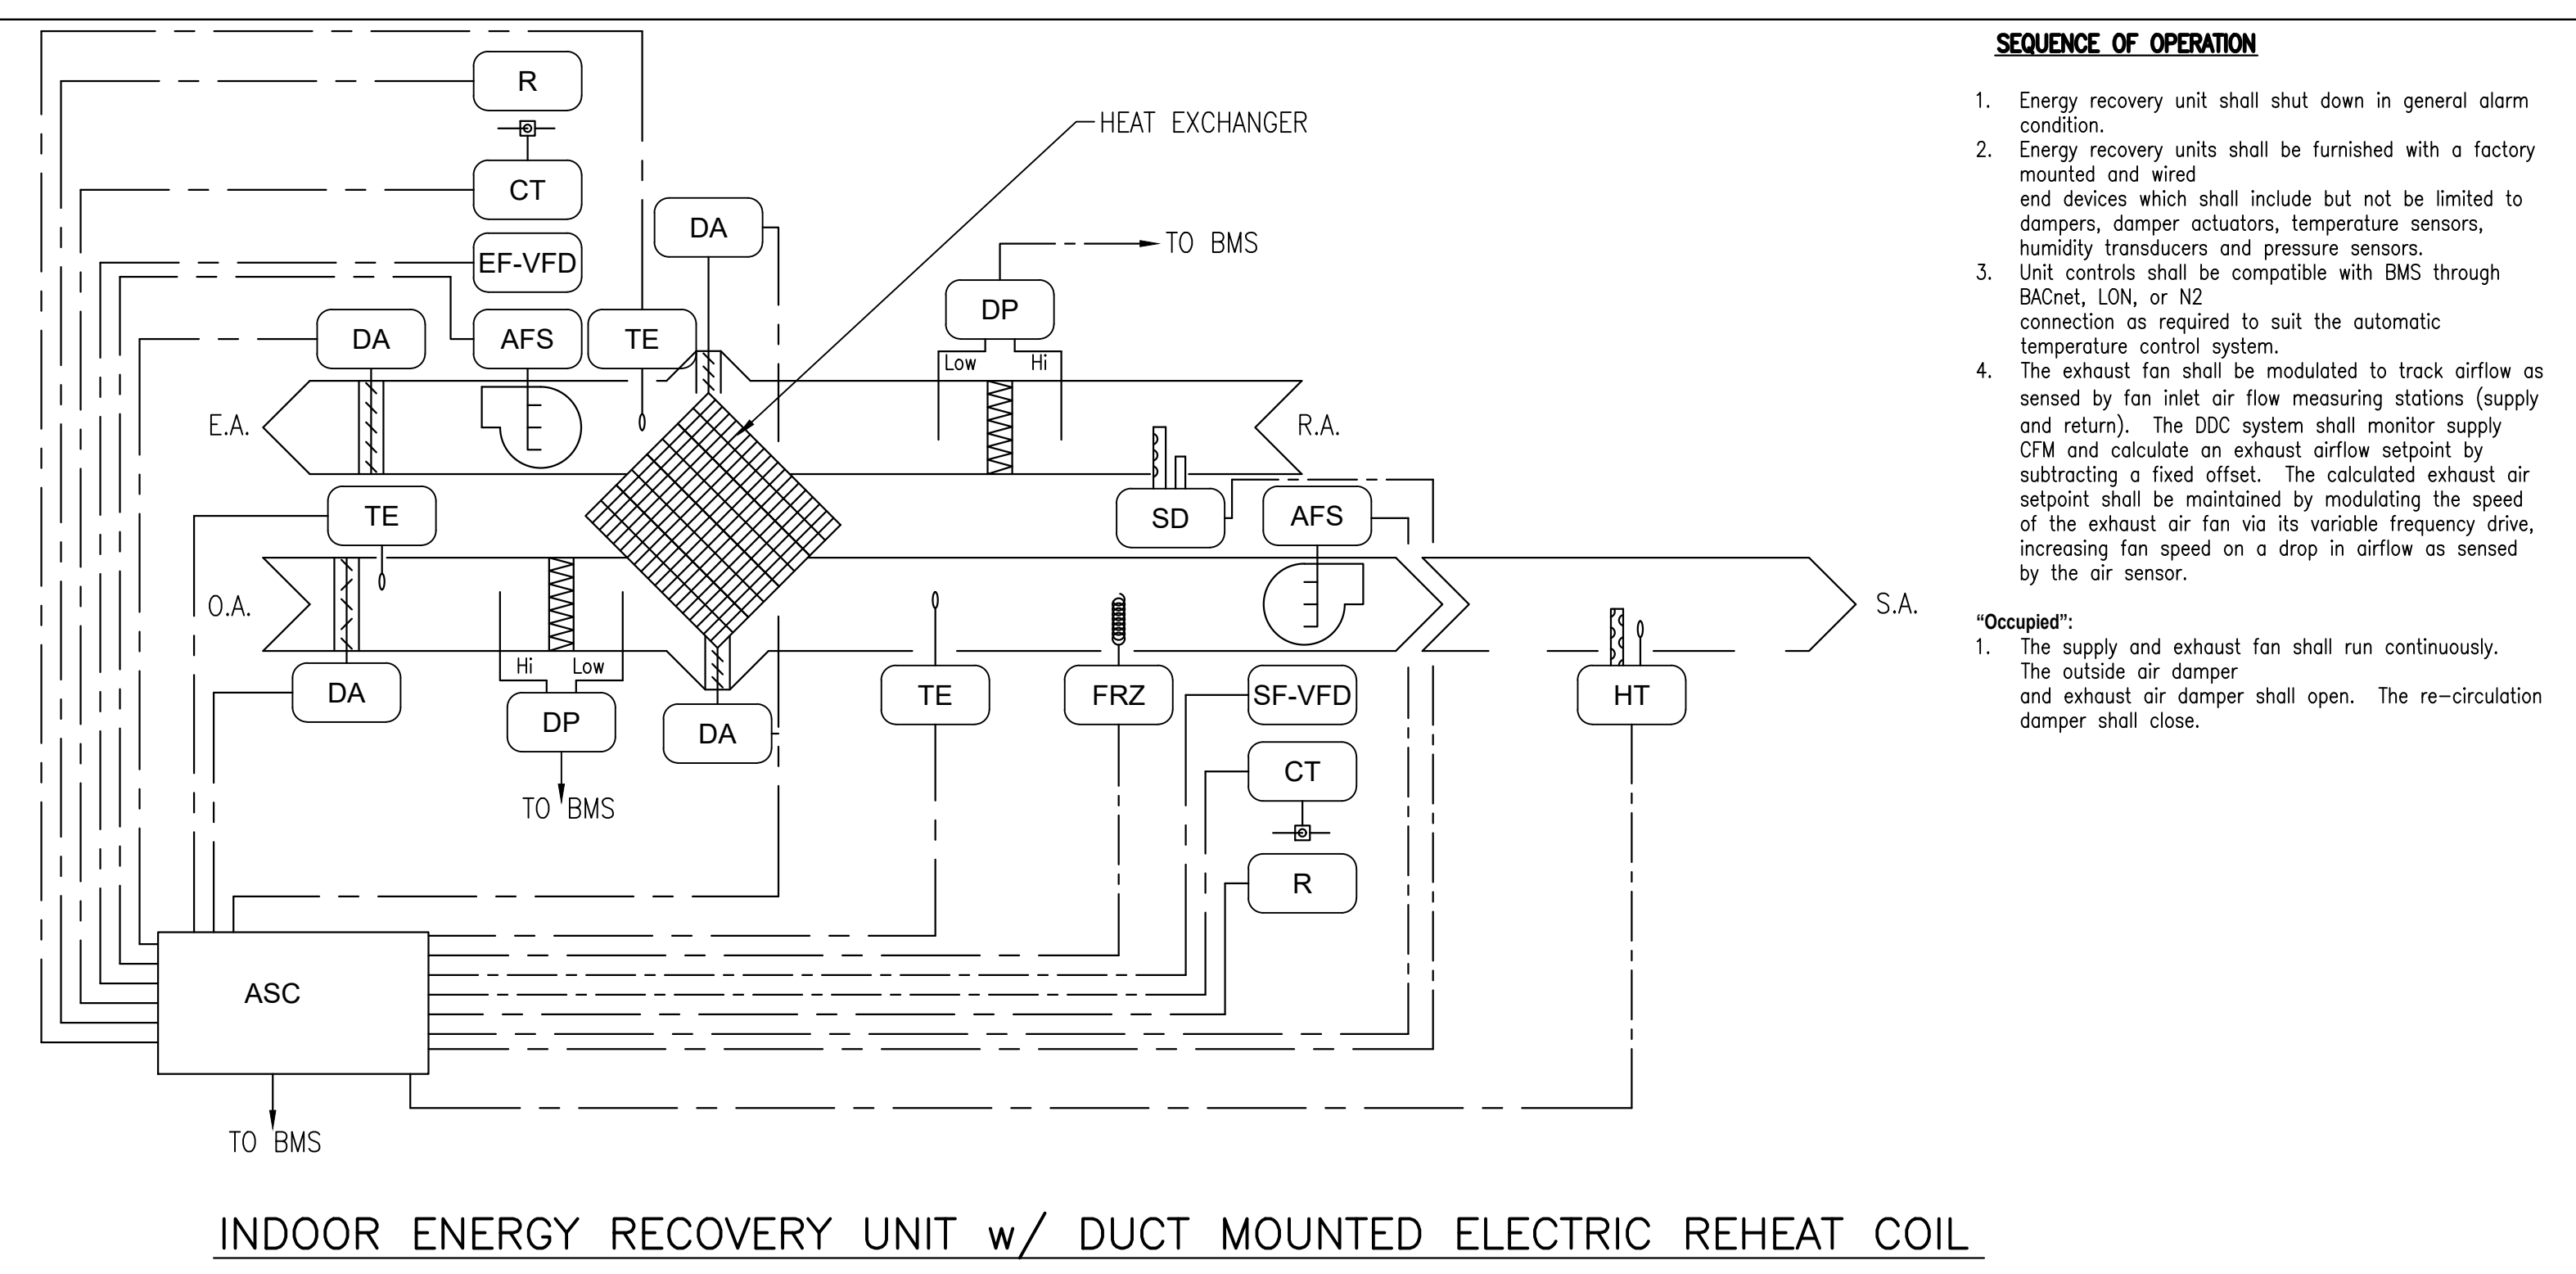 SEQUENCE OF OPERATION
1. Energy recovery unit shall shut down in general alarm
condition.
2. Energy recovery units shall be furnished with a factory
mounted and wired
end devices which shall include but not be limited to
dampers, damper actuators, temperature sensors,
humidity transducers and pressure sensors.
3. Unit controls shall be compatible with BMS through
BACnet, LON, or N2
connection as required to suit the automatic
temperature control system.
4. The exhaust fan shall be modulated to track airflow as
sensed by fan inlet air flow measuring stations (supply
and return). The DDC system shall monitor supply
CFM and calculate an exhaust airflow setpoint by
subtracting a fixed offset. The calculated exhaust air
setpoint shall be maintained by modulating the speed
of the exhaust air fan via its variable frequency drive,
increasing fan speed on a drop in airflow as sensed
by the air sensor.
“Occupied”:
1. The supply and exhaust fan shall run continuously.
The outside air damper
and exhaust air damper shall open. The re-circulation
damper shall close.
R
HEAT EXCHANGER
CT
DA
TO BMS
EF-VFD
DP
DA
AFS
TE
Low
Hi
E.A.
R.A.
TE
SD
AFS
O.A.
S.A.
Hi
Low
DA
DP
DA
TE
FRZ
SF-VFD
HT
CT
TO BMS
R
ASC
TO BMS
INDOOR ENERGY RECOVERY UNIT w/ DUCT MOUNTED ELECTRIC REHEAT COIL